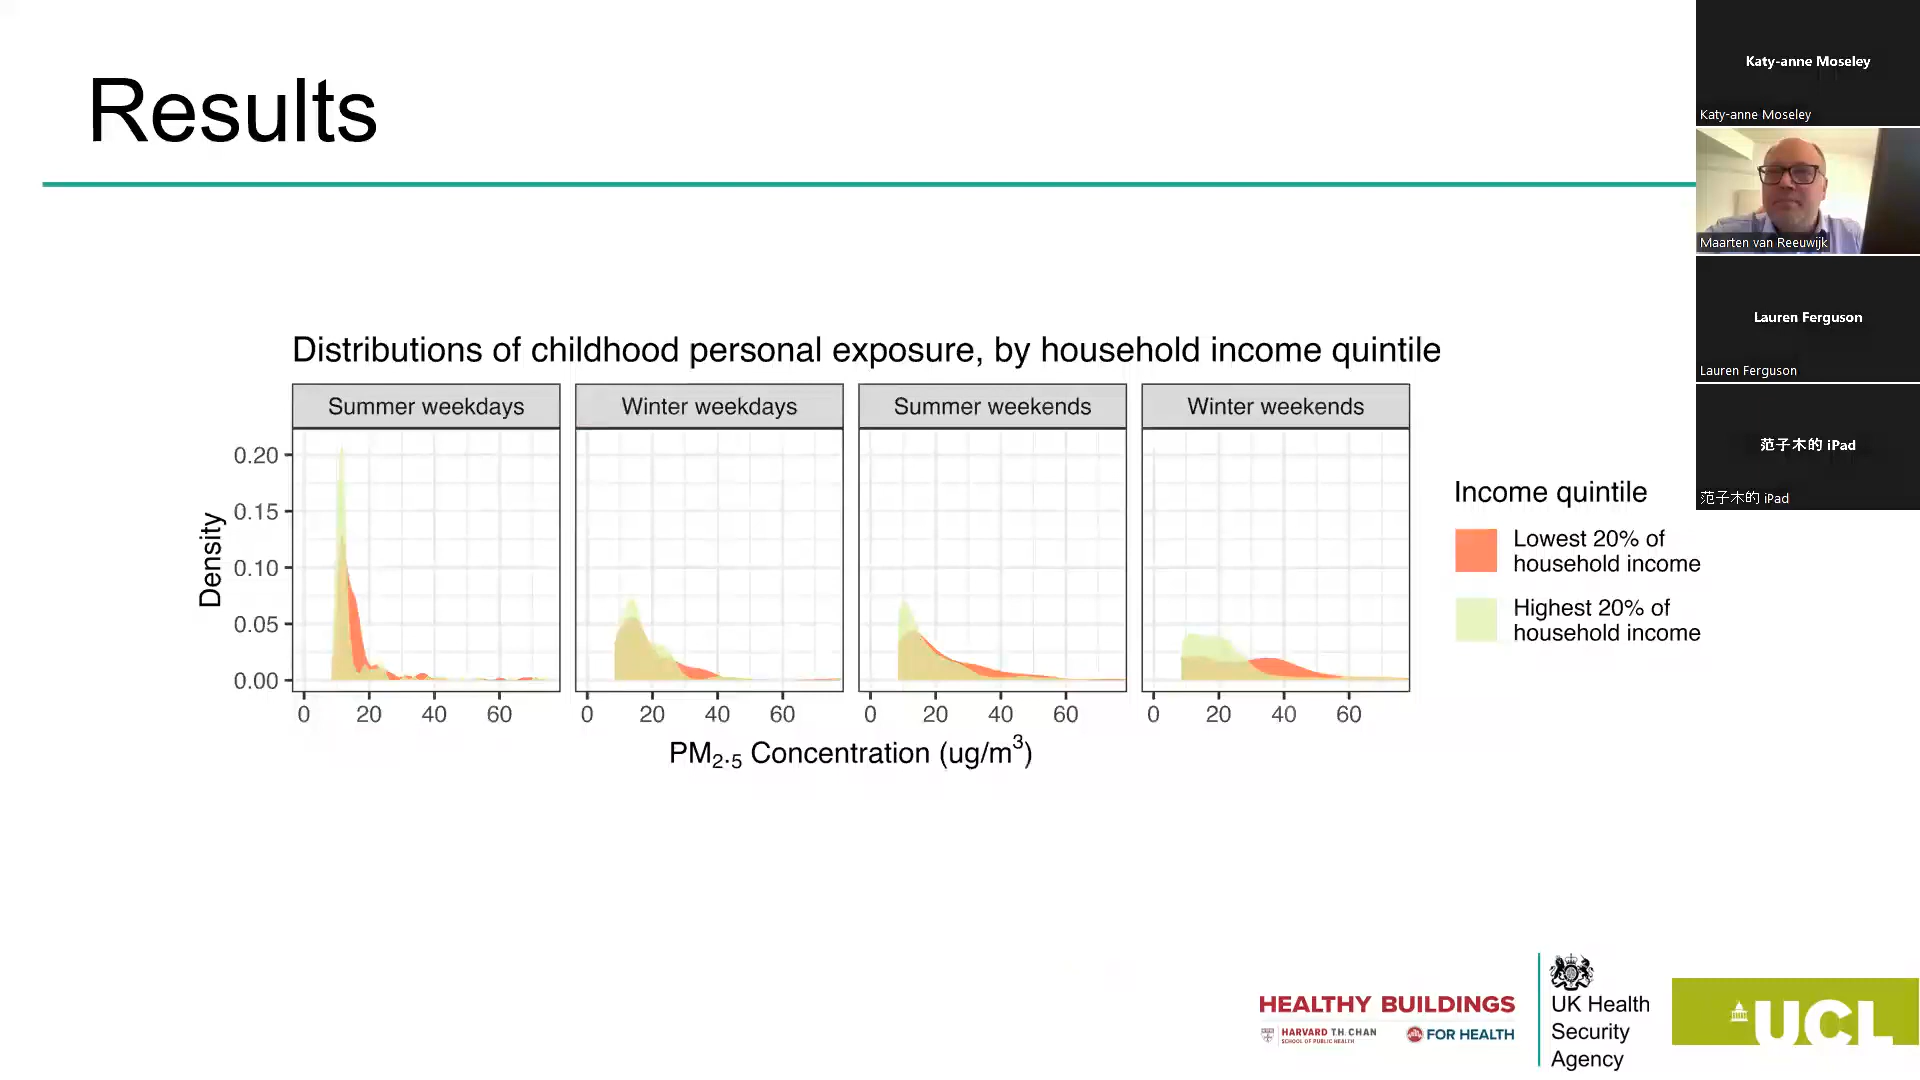 Results
Distributions of childhood personal exposure, by household income quintile
Summer weekdays
Winter weekdays
Summer weekends
Winter weekends
Density
0.20
0.15
0.10
0.05
0.00
0 20 40 60
0 20 40 60
0 20 40 60
0 20 40 60
PM2.5 Concentration (ug/m3)
Income quintile
Lowest 20% of
household income
Highest 20% of
household income
Katy-anne Moseley
Katy-anne Moseley
Maarten van Reeuwijk
Lauren Ferguson
Lauren Ferguson
范子木的 iPad
范子木的 iPad
HEALTHY BUILDINGS
HARVARD T.H. CHAN
SCHOOL OF PUBLIC HEALTH
FOR HEALTH
UK Health
Security
Agency
UCL